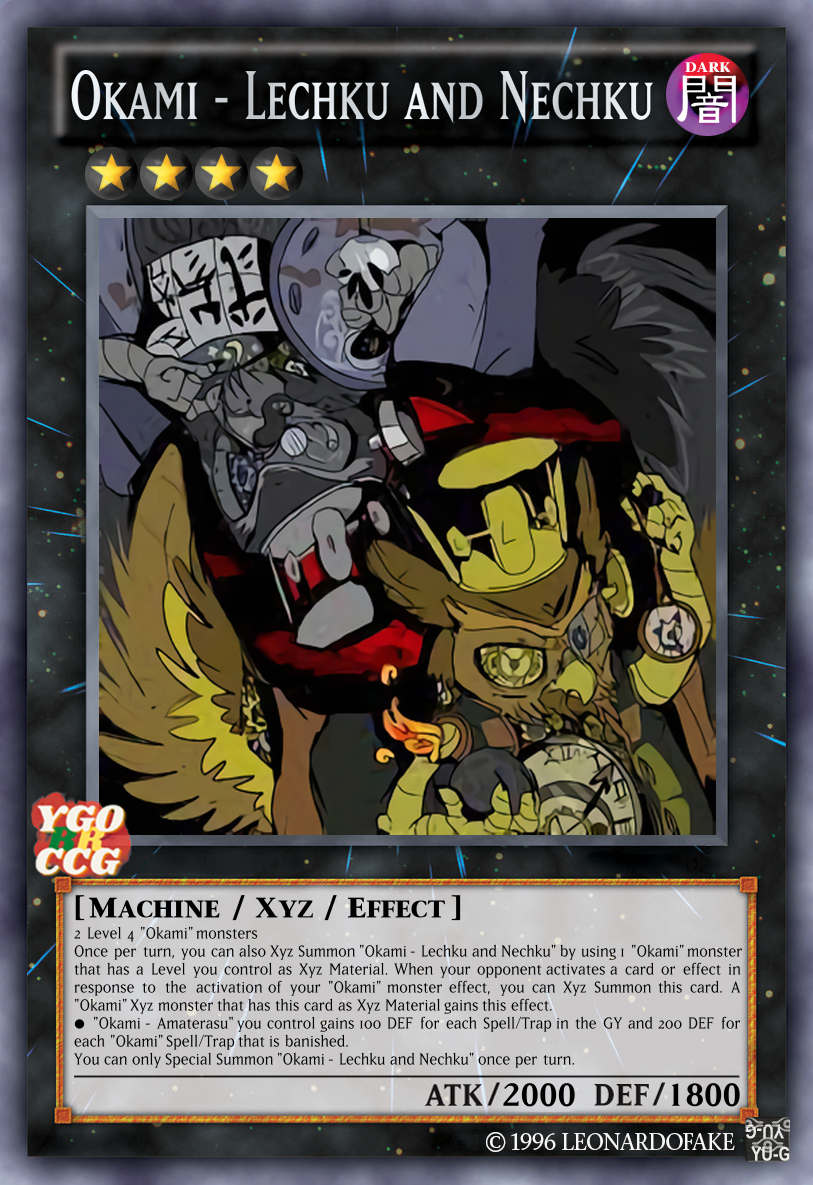 Okami - Lechku and Nechku
DARK
闇
YGO
BR
CCG
[ Machine / Xyz / Effect ]
2 Level 4 "Okami" monsters
Once per turn, you can also Xyz Summon "Okami - Lechku and Nechku" by using 1 "Okami" monster
that has a Level you control as Xyz Material. When your opponent activates a card or effect in
response to the activation of your "Okami" monster effect, you can Xyz Summon this card. A
"Okami" Xyz monster that has this card as Xyz Material gains this effect.
● "Okami - Amaterasu" you control gains 100 DEF for each Spell/Trap in the GY and 200 DEF for
each "Okami" Spell/Trap that is banished.
You can only Special Summon "Okami - Lechku and Nechku" once per turn.
ATK/2000 DEF/1800
© 1996 LEONARDOFAKE
YU-G